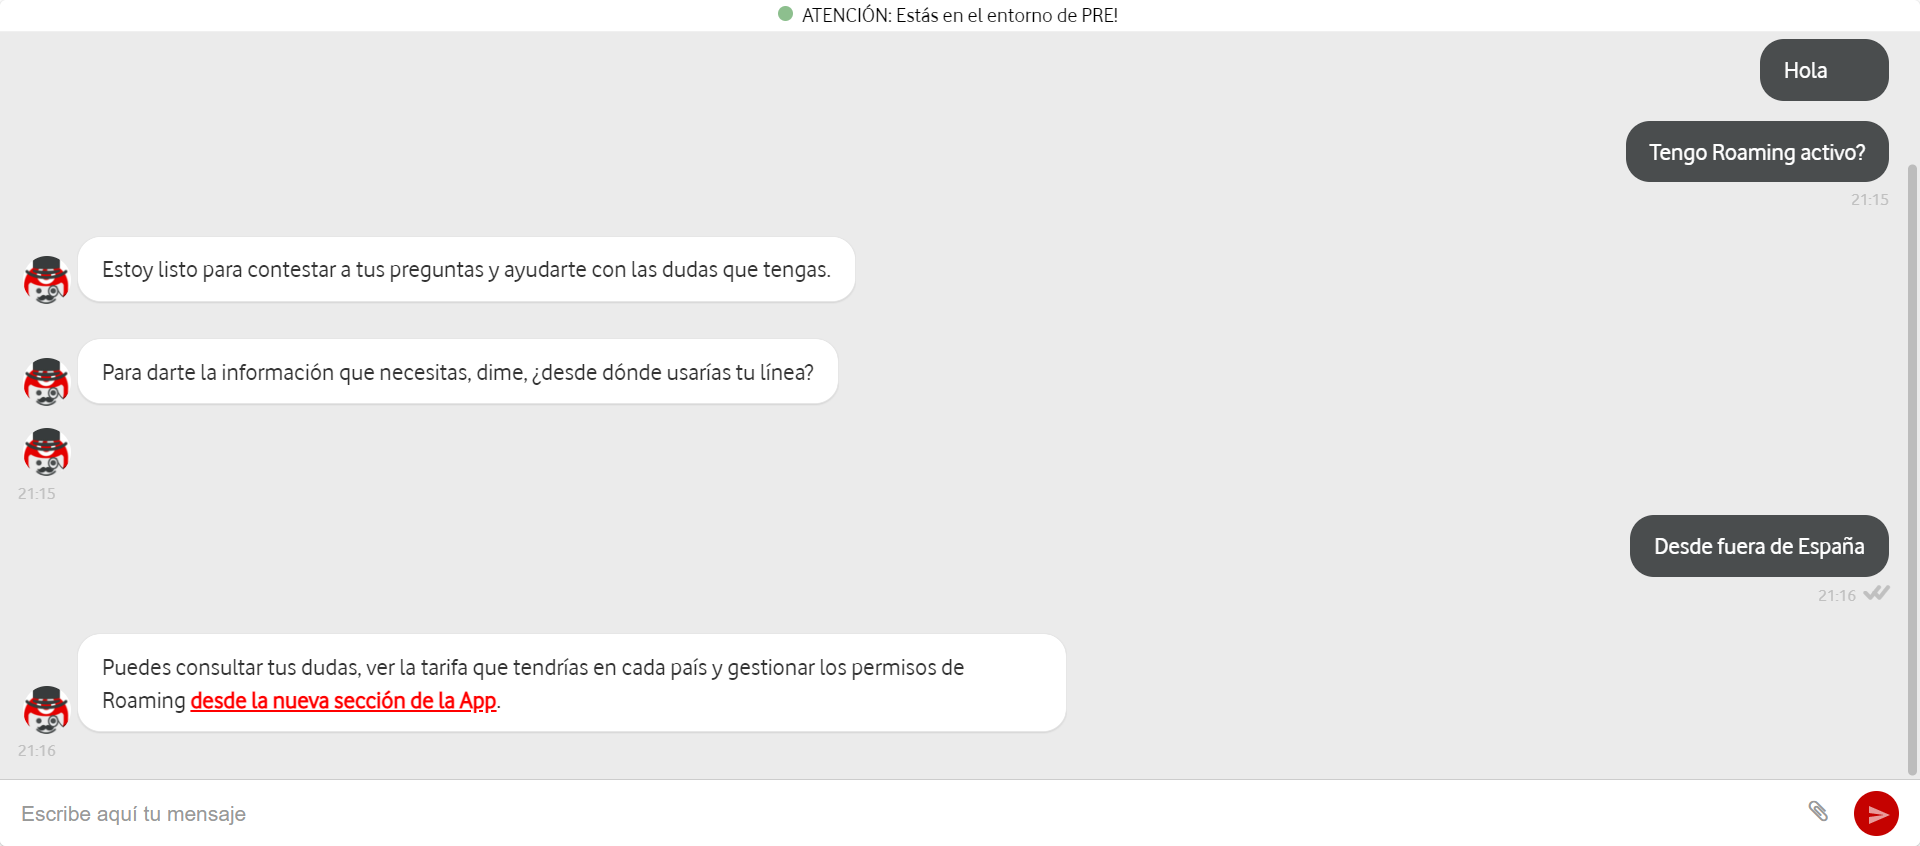 ATENCIÓN: Estás en el entorno de PRE!
Hola
Tengo Roaming activo?
21:15
Estoy listo para contestar a tus preguntas y ayudarte con las dudas que tengas.
Para darte la información que necesitas, dime, ¿desde dónde usarías tu línea?
21:15
Desde fuera de España
21:16
Puedes consultar tus dudas, ver la tarifa que tendrías en cada país y gestionar los permisos de
Roaming desde la nueva sección de la App.
21:16
Escribe aquí tu mensaje